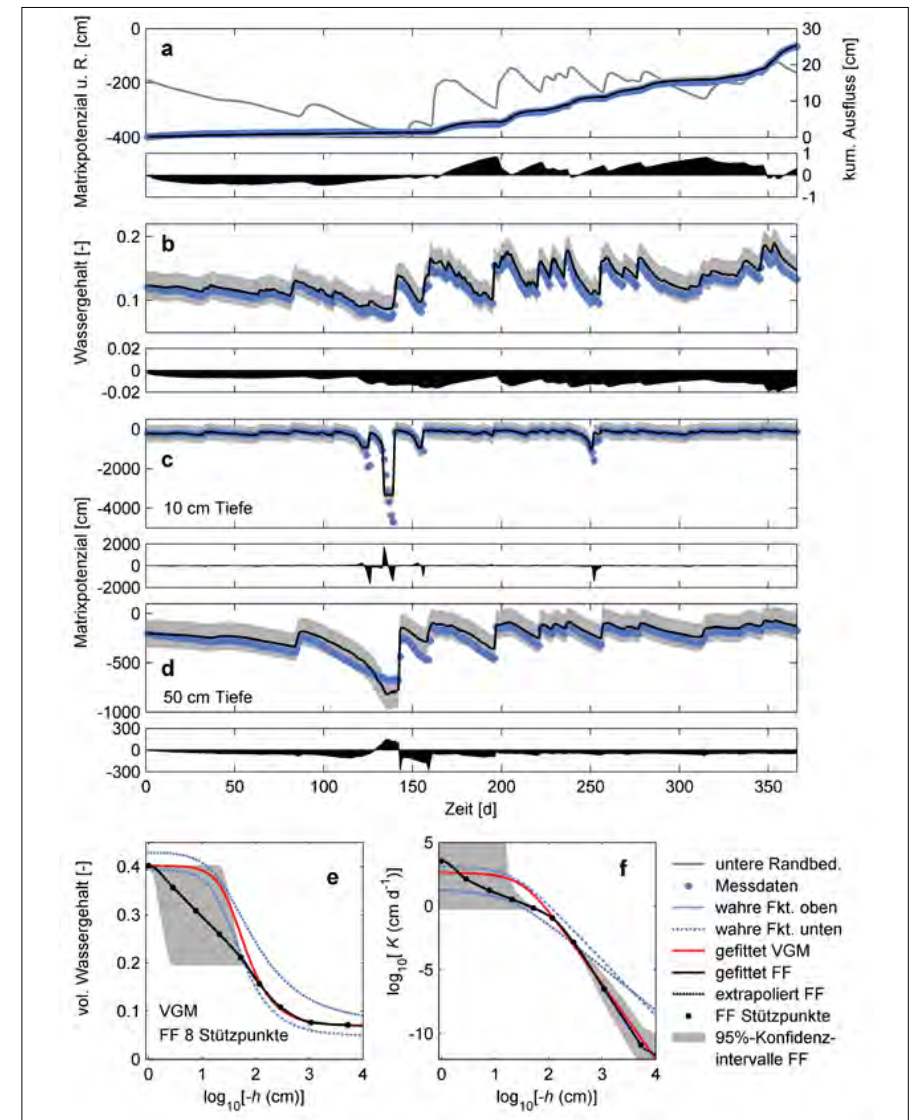 a
Matrixpotenzial u. R. [cm]
0
-200
-400
30
20
10
0
1
0
-1
kum. Ausfluss [cm]
b
Wassergehalt [-]
0.2
0.1
0.02
0
-0.02
c
10 cm Tiefe
Matrixpotenzial [cm]
0
-2000
-4000
2000
0
-2000
d
50 cm Tiefe
0
-500
-1000
300
0
-300
0 50 100 150 200 250 300 350
Zeit [d]
e
vol. Wassergehalt [-]
0.4
0.3
0.2
0.1
0
VGM
FF 8 Stützpunkte
0 1 2 3 4
log10[-h (cm)]
f
log10[ K (cm d-1)]
5
0
-5
-10
0 1 2 3 4
log10[-h (cm)]
untere Randbed.
Messdaten
wahre Fkt. oben
wahre Fkt. unten
gefittet VGM
gefittet FF
extrapoliert FF
FF Stützpunkte
95%-Konfidenz-
intervalle FF